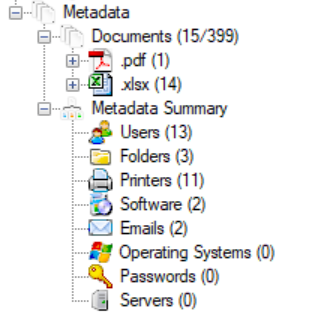 Metadata
Documents (15/399)
.pdf (1)
.xlsx (14)
Metadata Summary
Users (13)
Folders (3)
Printers (11)
Software (2)
Emails (2)
Operating Systems (0)
Passwords (0)
Servers (0)